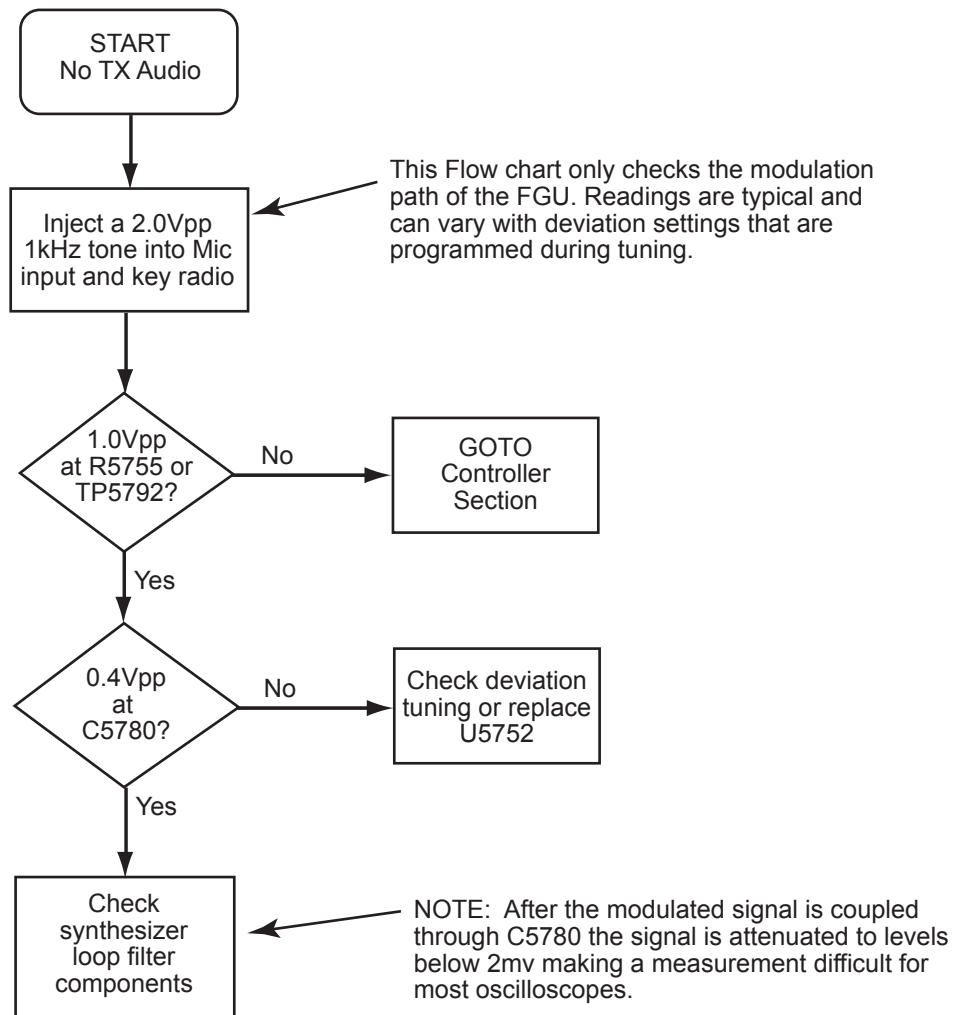 START
No TX Audio
This Flow chart only checks the modulation
path of the FGU. Readings are typical and
can vary with deviation settings that are
programmed during tuning.
Inject a 2.0Vpp
1kHz tone into Mic
input and key radio
1.0Vpp
at R5755 or
TP5792?
No
GOTO
Controller
Section
Yes
0.4Vpp
at
C5780?
No
Check deviation
tuning or replace
U5752
Yes
Check
synthesizer
loop filter
components
NOTE: After the modulated signal is coupled
through C5780 the signal is attenuated to levels
below 2mv making a measurement difficult for
most oscilloscopes.